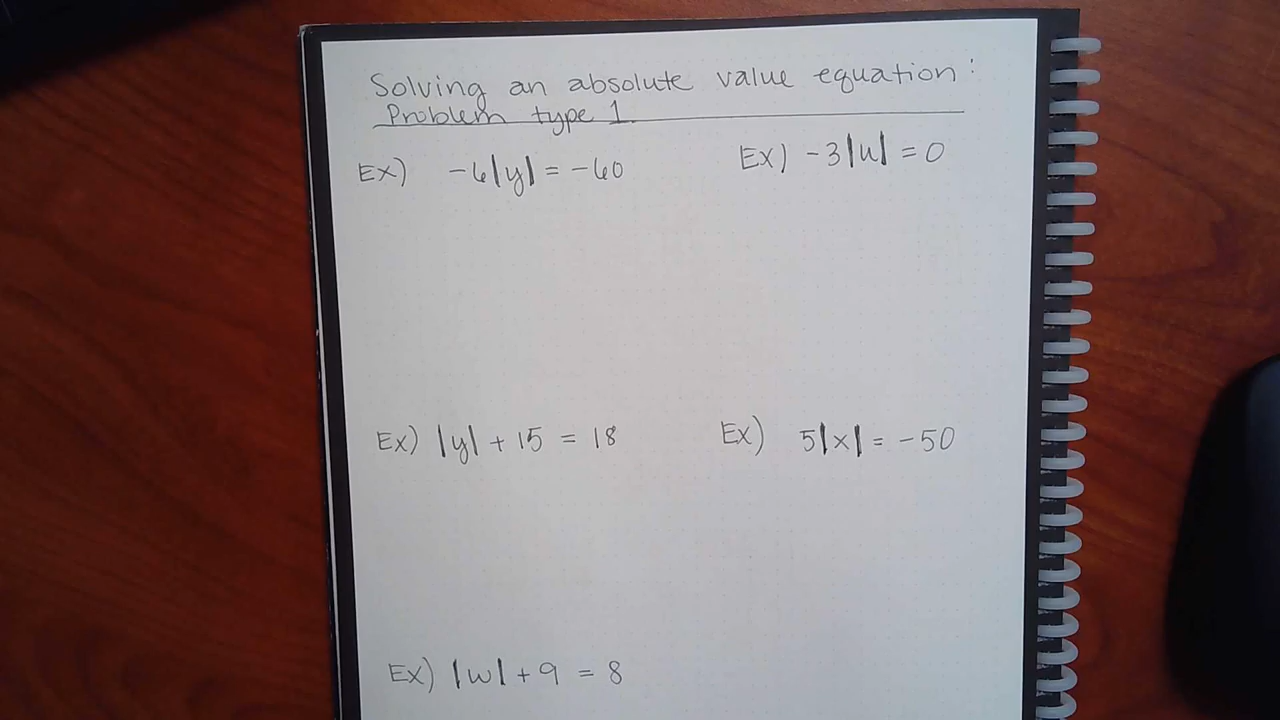 Solving an absolute value equation:
Problem type 1
Ex) -6|y| = -60
Ex) -3|u| = 0
Ex) |y| + 15 = 18
Ex) 5|x| = -50
Ex) |w| + 9 = 8